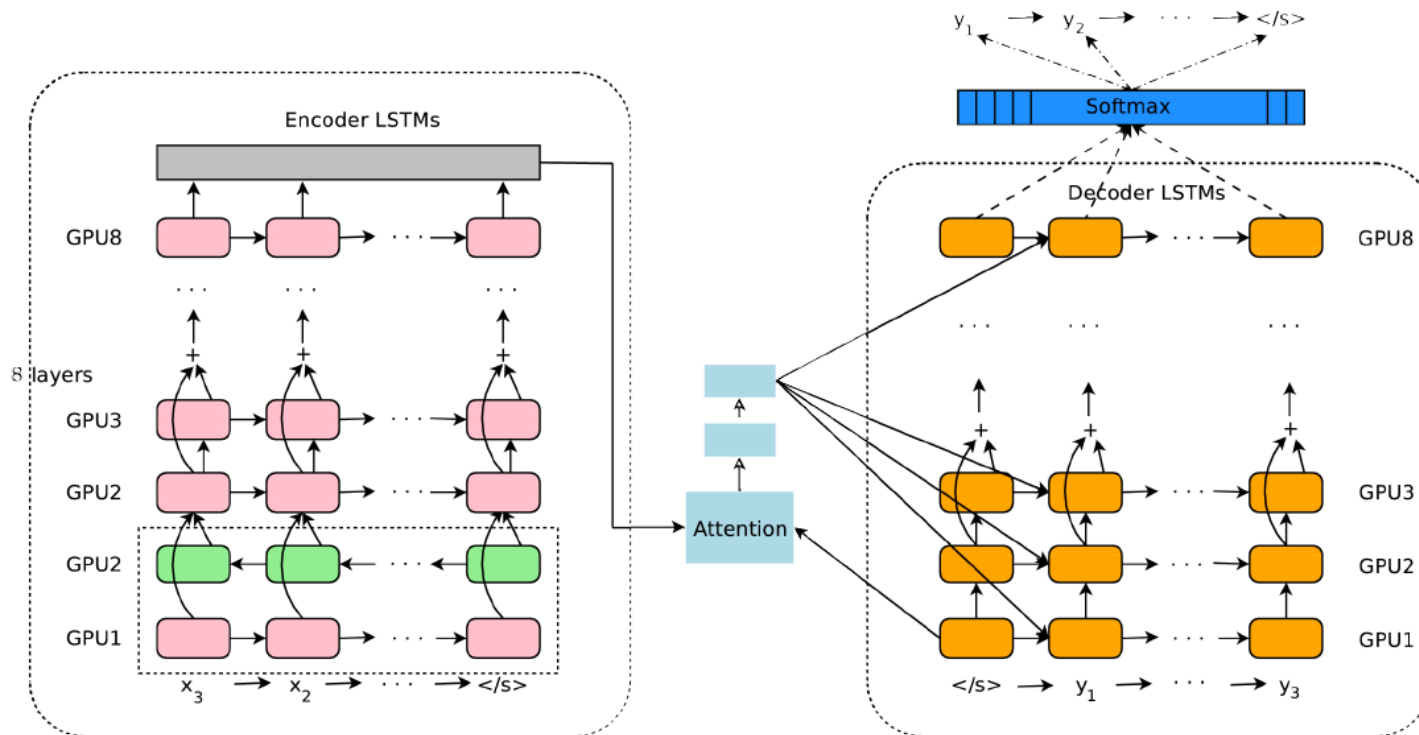 y₁ → y₂ → ··· → </s>
Softmax
Encoder LSTMs
Decoder LSTMs
GPU8
···
GPU8
··· ··· ···
··· ··· ···
+ + +
8 layers
GPU3 ···
+ + +
GPU2 ···
Attention
··· GPU3
GPU2 ···
··· GPU2
GPU1 ···
··· GPU1
x₃ → x₂ → ··· → </s>
</s> → y₁ → ··· → y₃